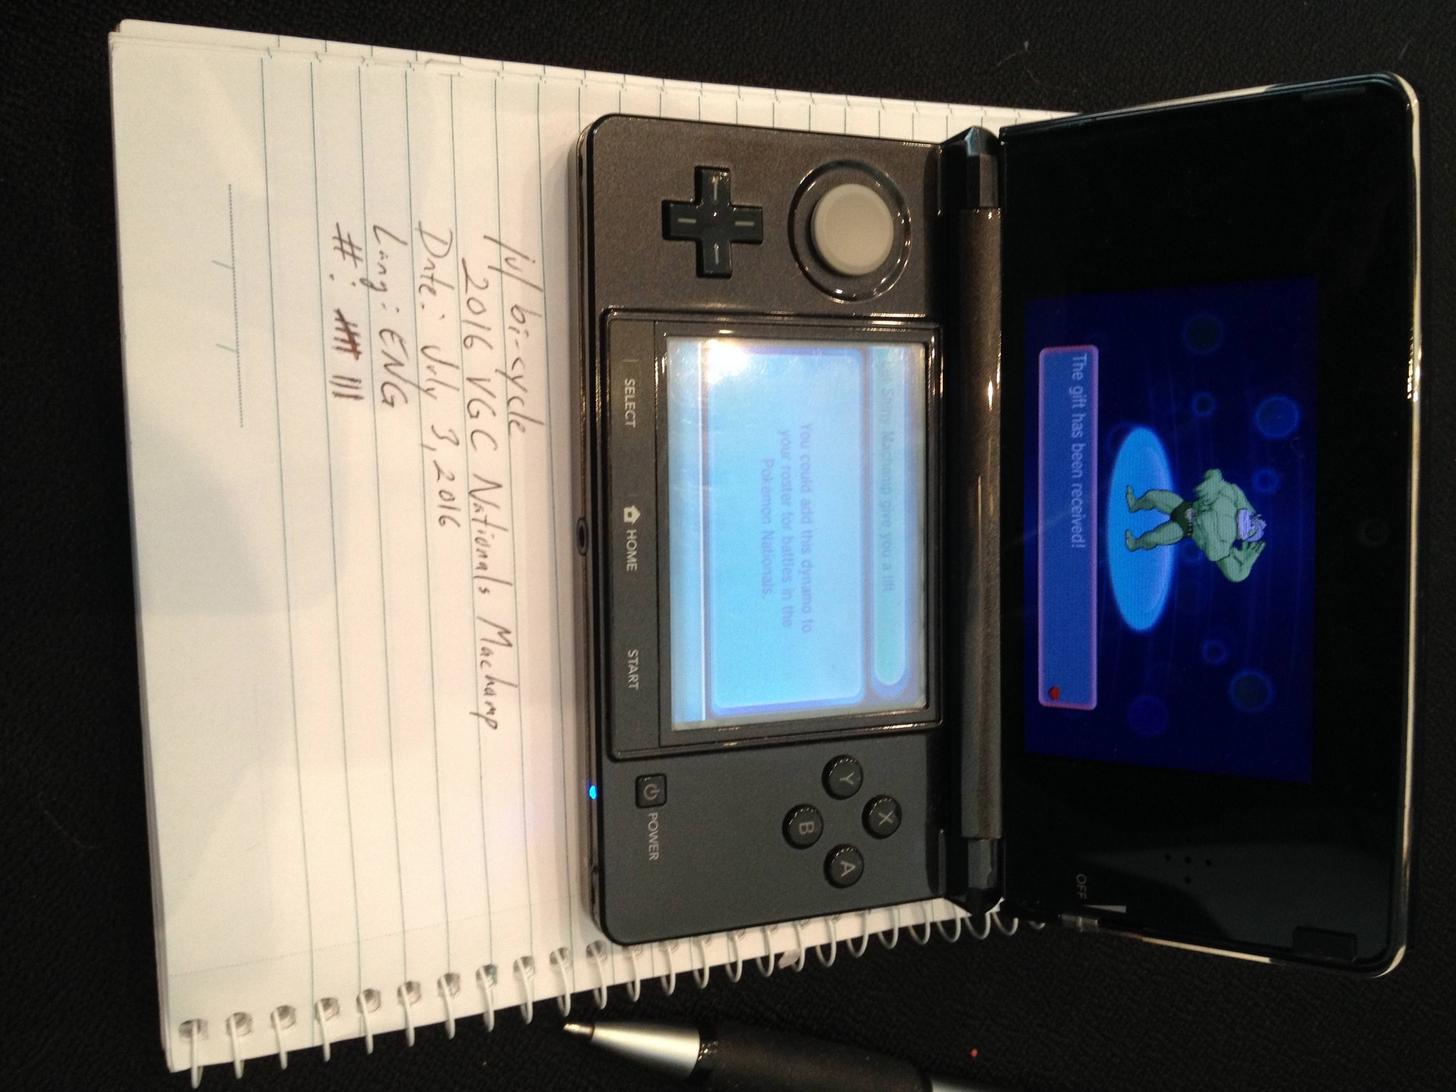 The gift has been received!
OFF
Let Shiny Machamp give you a lift
You could add this dynamo to
your roster for battles in the
Pokémon Nationals.
X
Y
A
B
SELECT
HOME
START
POWER
/u/ bi-cycle
2016 VGC Nationals Machamp
Date: July 3, 2016
Lang: ENG
#: 卌 |||